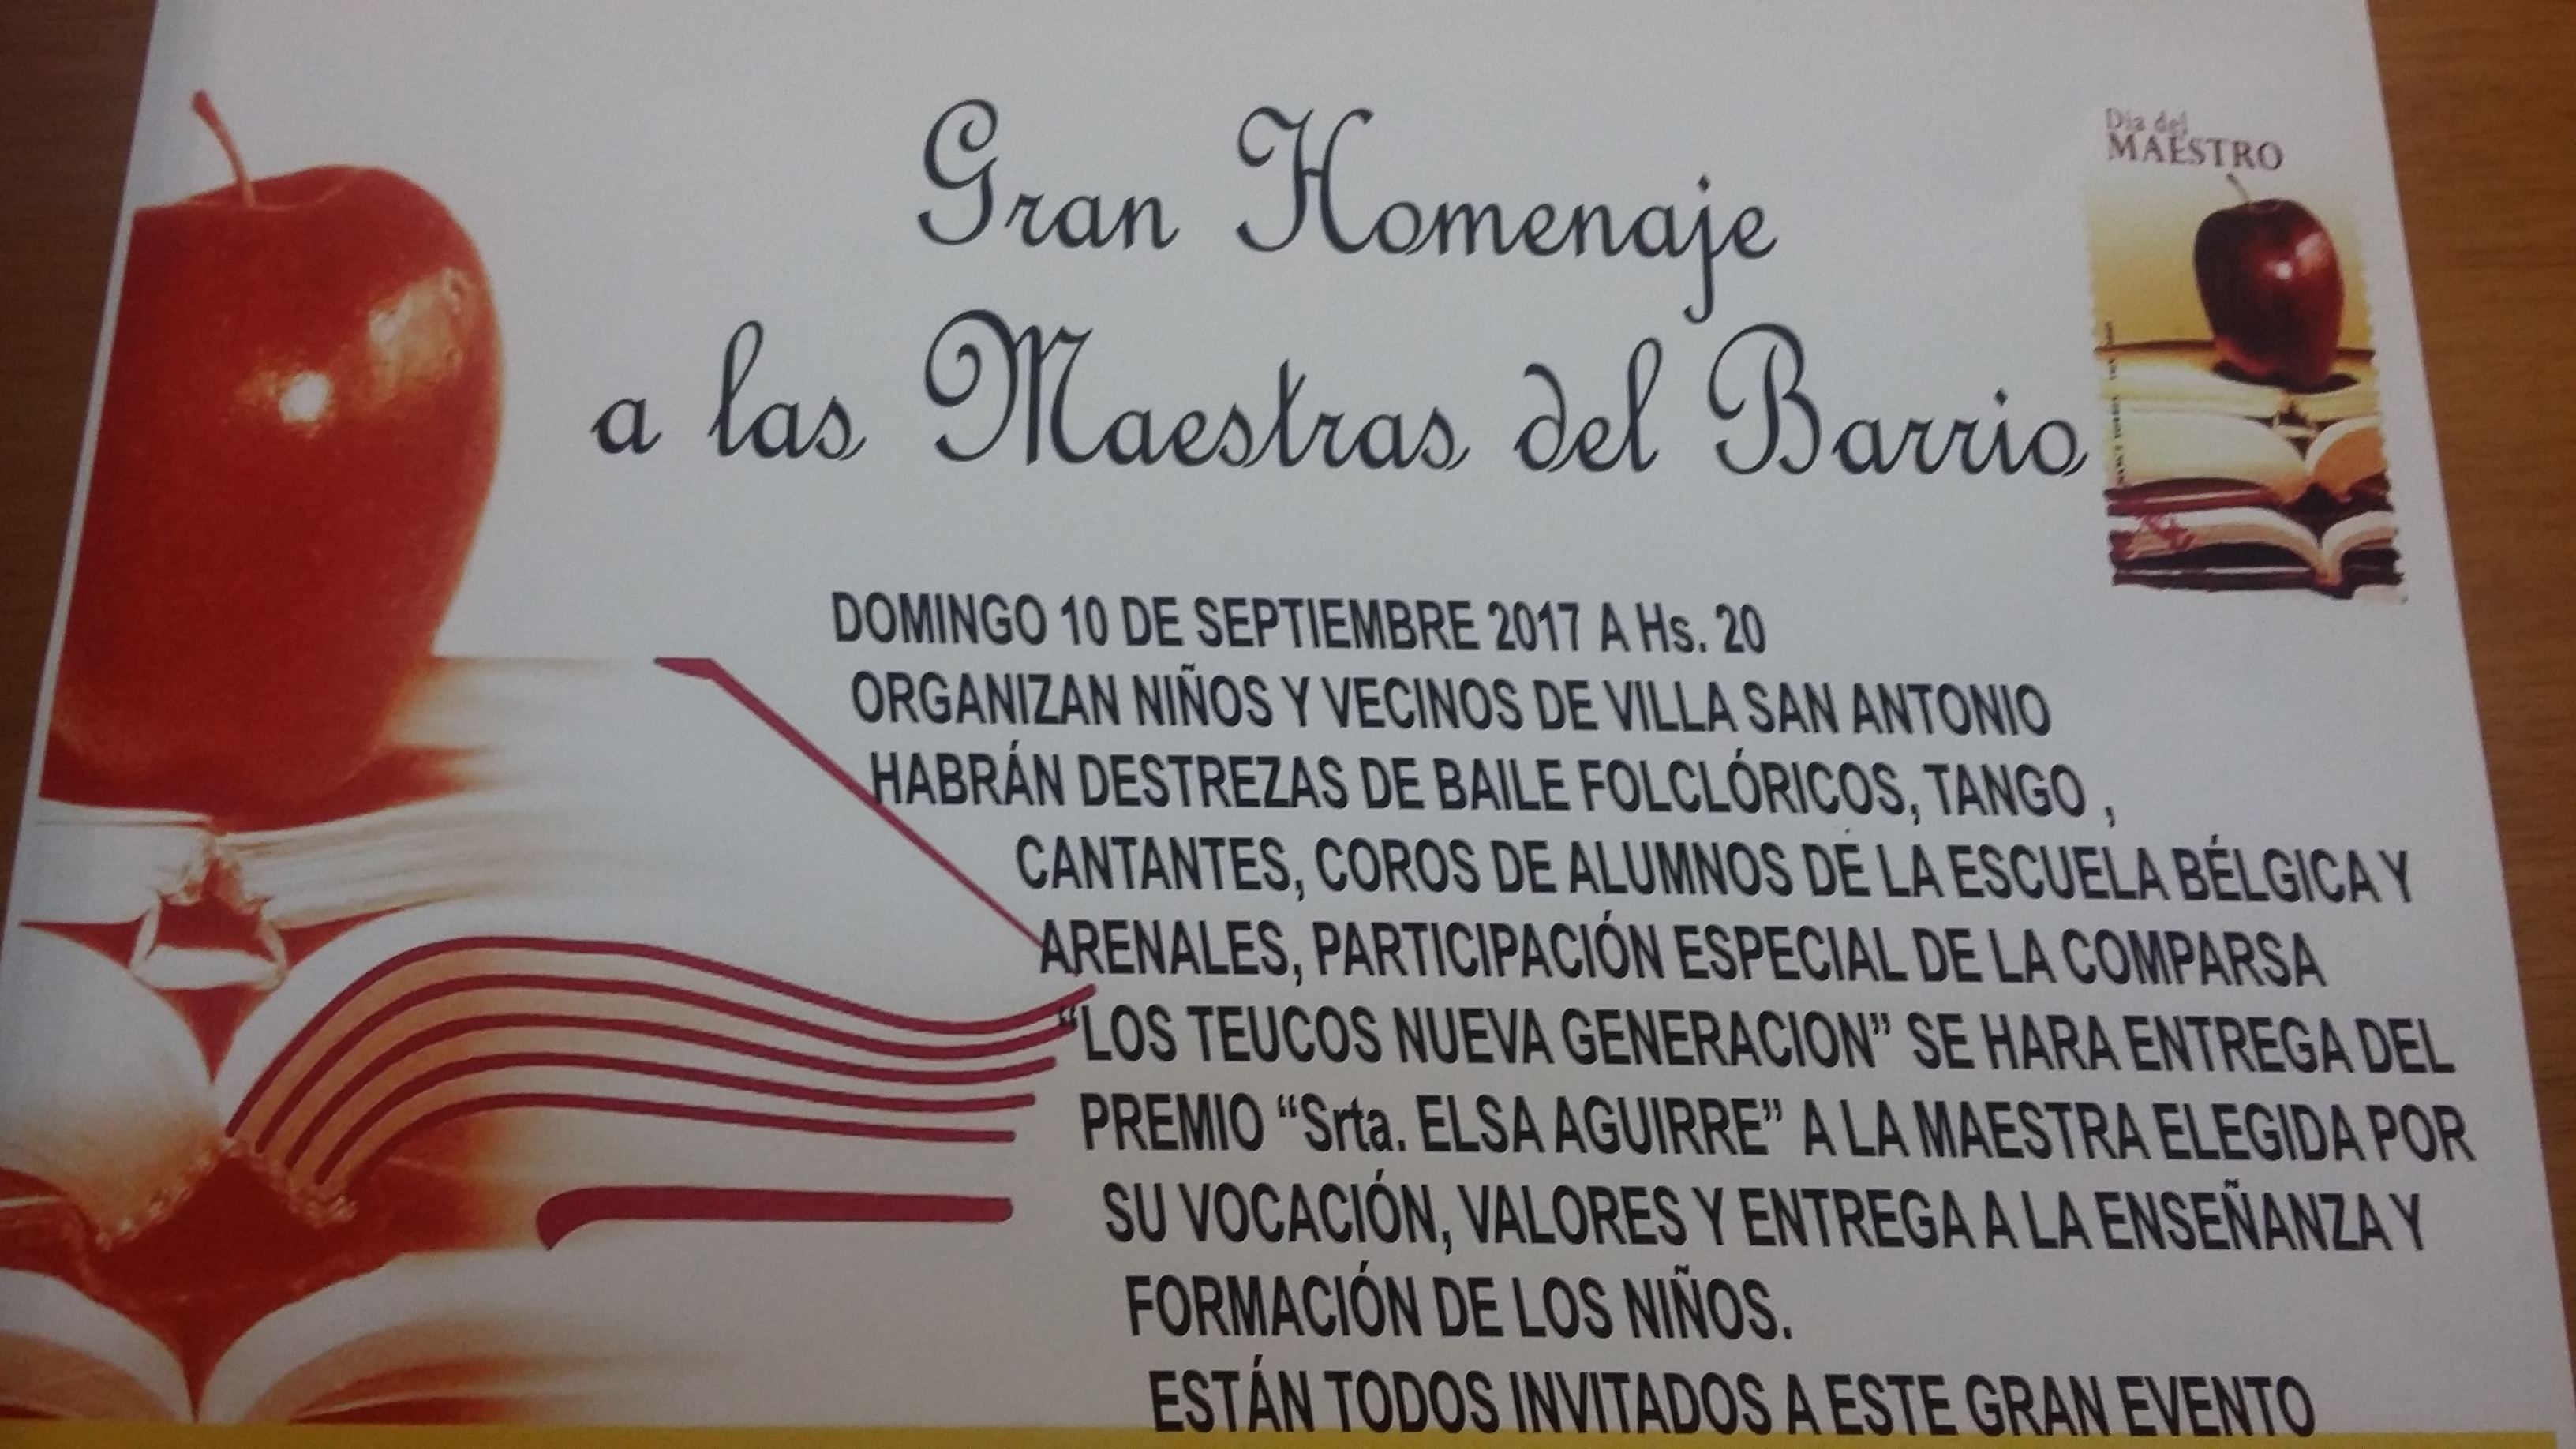 Gran Homenaje
a las Maestras del Barrio
Día del
MAESTRO
DOMINGO 10 DE SEPTIEMBRE 2017 A Hs. 20
ORGANIZAN NIÑOS Y VECINOS DE VILLA SAN ANTONIO
HABRÁN DESTREZAS DE BAILE FOLCLÓRICOS, TANGO ,
CANTANTES, COROS DE ALUMNOS DE LA ESCUELA BÉLGICA Y
ARENALES, PARTICIPACIÓN ESPECIAL DE LA COMPARSA
“LOS TEUCOS NUEVA GENERACION” SE HARA ENTREGA DEL
PREMIO “Srta. ELSA AGUIRRE” A LA MAESTRA ELEGIDA POR
SU VOCACIÓN, VALORES Y ENTREGA A LA ENSEÑANZA Y
FORMACIÓN DE LOS NIÑOS.
ESTÁN TODOS INVITADOS A ESTE GRAN EVENTO